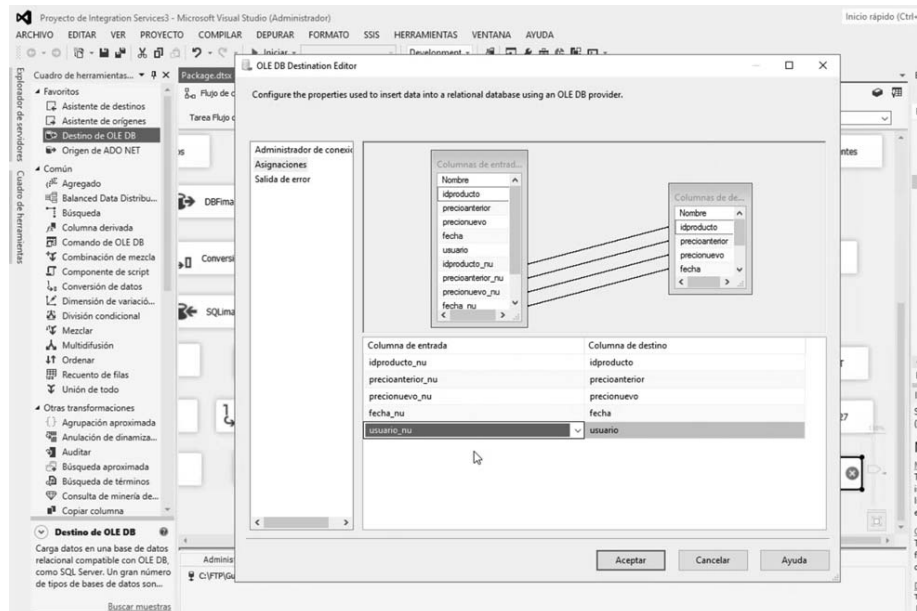 Proyecto de Integration Services3 - Microsoft Visual Studio (Administrador)
Inicio rápido (Ctrl+
ARCHIVO EDITAR VER PROYECTO COMPILAR DEPURAR FORMATO SSIS HERRAMIENTAS VENTANA AYUDA
Iniciar
Development
Explorador de servidores
Cuadro de herramientas
Cuadro de herramientas...
Favoritos
Asistente de destinos
Asistente de orígenes
Destino de OLE DB
Origen de ADO NET
Común
Agregado
Balanced Data Distribu...
Búsqueda
Columna derivada
Comando de OLE DB
Combinación de mezcla
Componente de script
Conversión de datos
Dimensión de variació...
División condicional
Mezclar
Multidifusión
Ordenar
Recuento de filas
Unión de todo
Otras transformaciones
Agrupación aproximada
Anulación de dinamiza...
Auditar
Búsqueda aproximada
Búsqueda de términos
Consulta de minería de...
Copiar columna
Destino de OLE DB
Carga datos en una base de datos
relacional compatible con OLE DB,
como SQL Server. Un gran número
de tipos de bases de datos son...
Buscar muestras
Package.dtsx
Flujo de c
Tarea Flujo d
DBFima
Conversi
SQLima
Adminis
C:\FTP\Gu
OLE DB Destination Editor
Configure the properties used to insert data into a relational database using an OLE DB provider.
Administrador de conexi
Asignaciones
Salida de error
Columnas de entrad...
Nombre
idproducto
precioanterior
precionuevo
fecha
usuario
idproducto_nu
precioanterior_nu
precionuevo_nu
fecha_nu
Columnas de de...
Nombre
idproducto
precioanterior
precionuevo
fecha
Columna de entrada Columna de destino
idproducto_nu idproducto
precioanterior_nu precioanterior
precionuevo_nu precionuevo
fecha_nu fecha
usuario_nu usuario
Aceptar Cancelar Ayuda
ntes
27